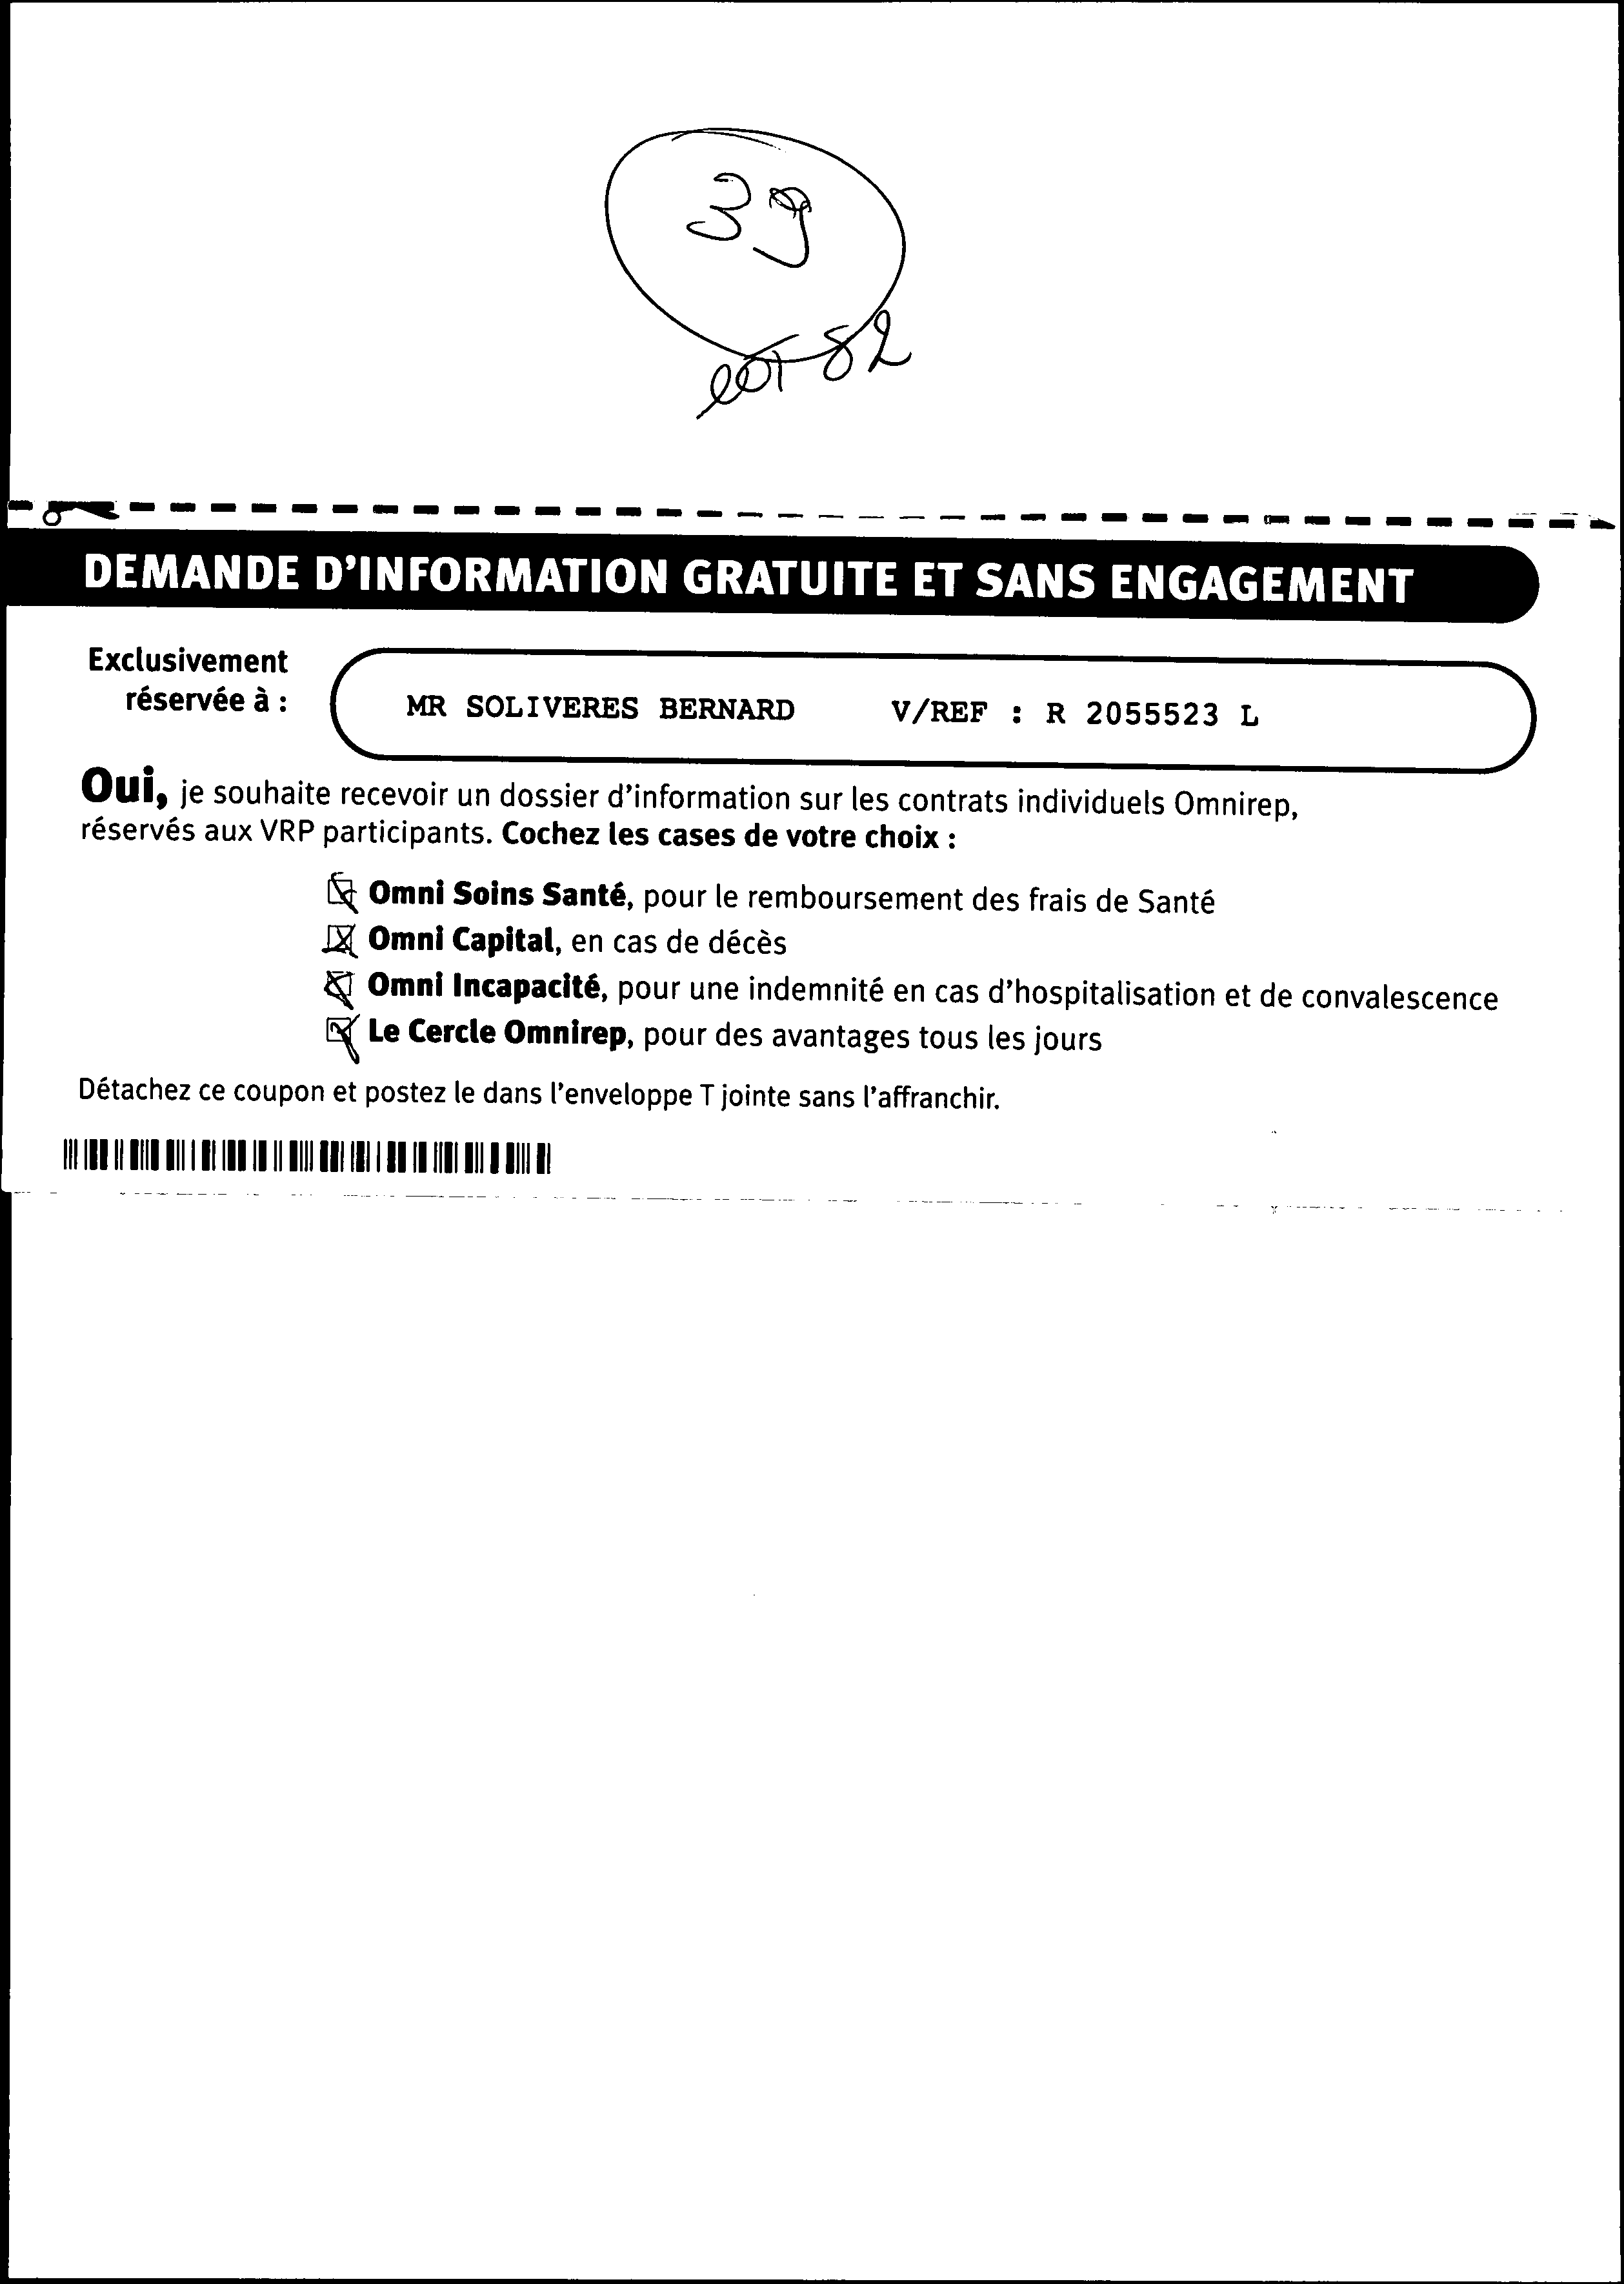 39
lot 82
DEMANDE D'INFORMATION GRATUITE ET SANS ENGAGEMENT
Exclusivement
réservée à :
MR SOLIVERES BERNARD V/REF : R 2055523 L
Oui, je souhaite recevoir un dossier d'information sur les contrats individuels Omnirep,
réservés aux VRP participants. Cochez les cases de votre choix :
Omni Soins Santé, pour le remboursement des frais de Santé
Omni Capital, en cas de décès
Omni Incapacité, pour une indemnité en cas d'hospitalisation et de convalescence
Le Cercle Omnirep, pour des avantages tous les jours
Détachez ce coupon et postez le dans l'enveloppe T jointe sans l'affranchir.